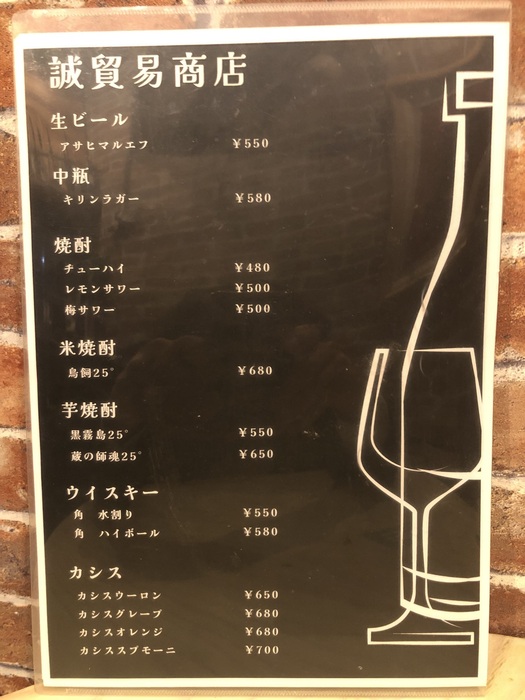 誠貿易商店
生ビール
アサヒマルエフ ￥550
中瓶
キリンラガー ￥580
焼酎
チューハイ ￥480
レモンサワー ￥500
梅サワー ￥500
米焼酎
鳥飼25° ￥680
芋焼酎
黒霧島25° ￥550
蔵の師魂25° ￥650
ウイスキー
角　水割り ￥550
角　ハイボール ￥580
カシス
カシスウーロン ￥650
カシスグレープ ￥680
カシスオレンジ ￥680
カシススプモーニ ￥700